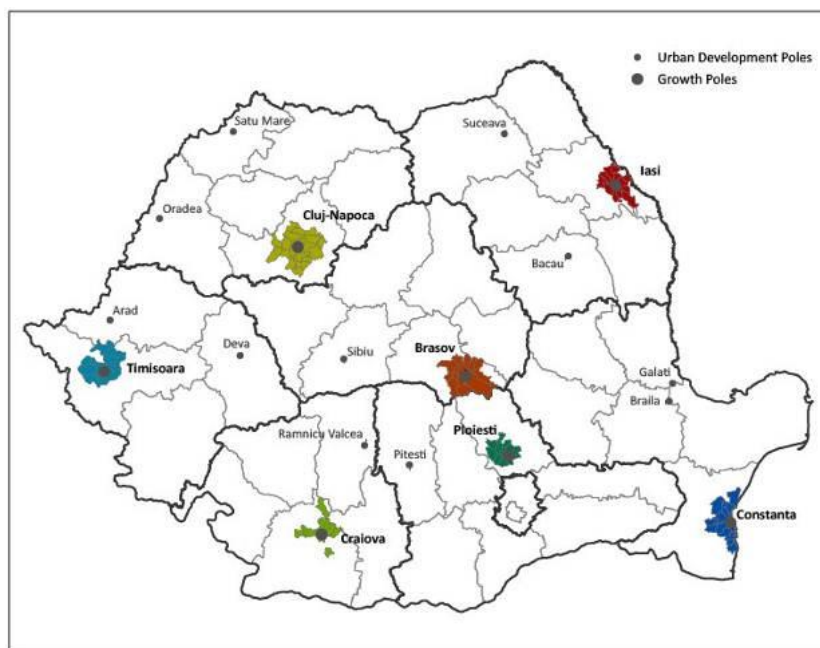 Urban Development Poles
Growth Poles
Satu Mare
Suceava
Iasi
Oradea
Cluj-Napoca
Bacau
Arad
Deva
Sibiu
Brasov
Timisoara
Galati
Braila
Ramnicu Valcea
Ploiesti
Pitesti
Constanta
Craiova